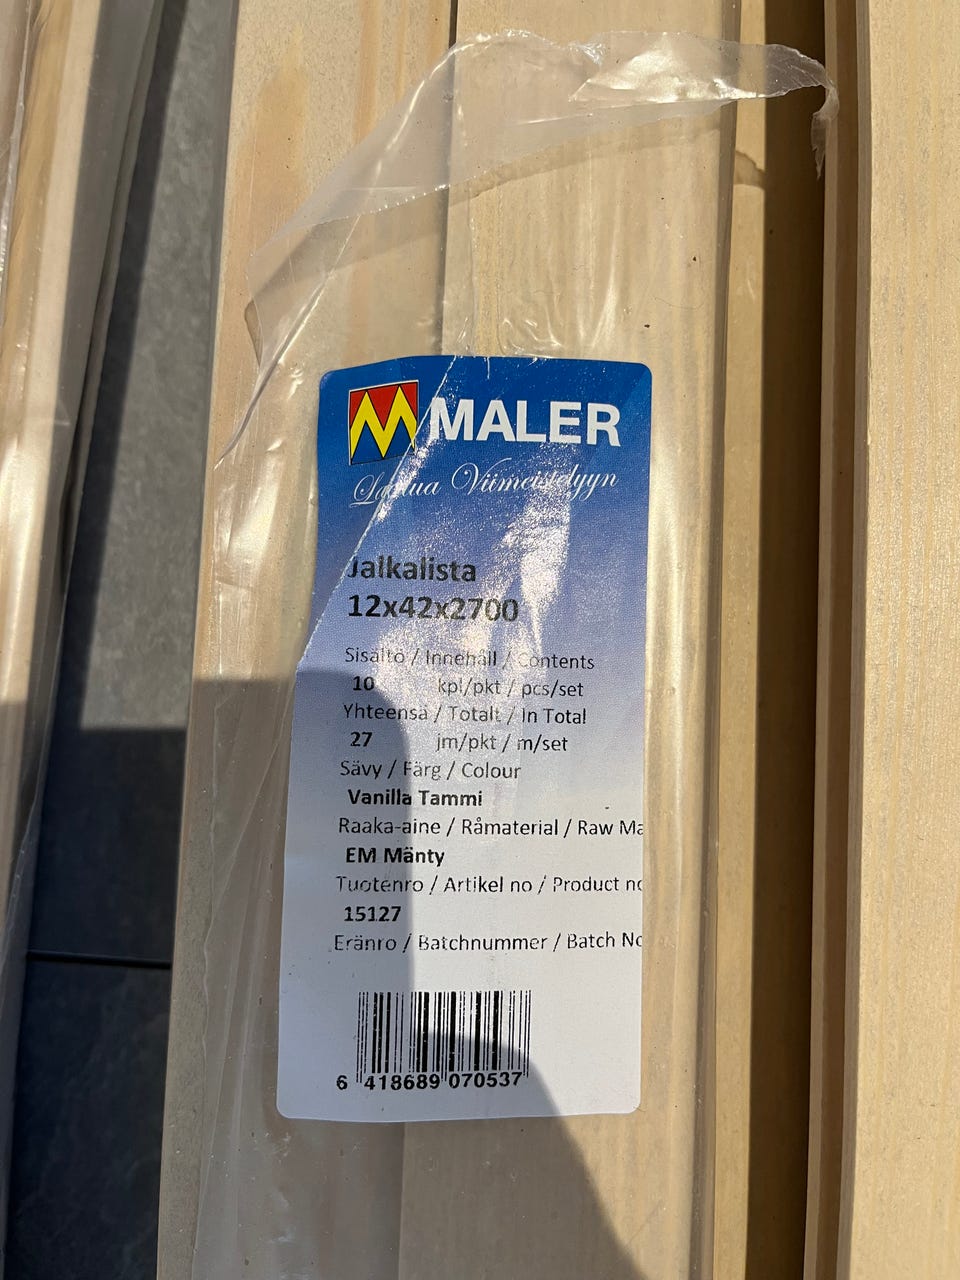 MALER
Laatua Viimeistelyyn
Jalkalista
12x42x2700
Sisältö / Innehåll / Contents
10 kpl/pkt / pcs/set
Yhteensä / Totalt / In Total
27 jm/pkt / m/set
Sävy / Färg / Colour
Vanilla Tammi
Raaka-aine / Råmaterial / Raw Ma
EM Mänty
Tuotenro / Artikel no / Product no
15127
Eränro / Batchnummer / Batch No
6 418689 070537